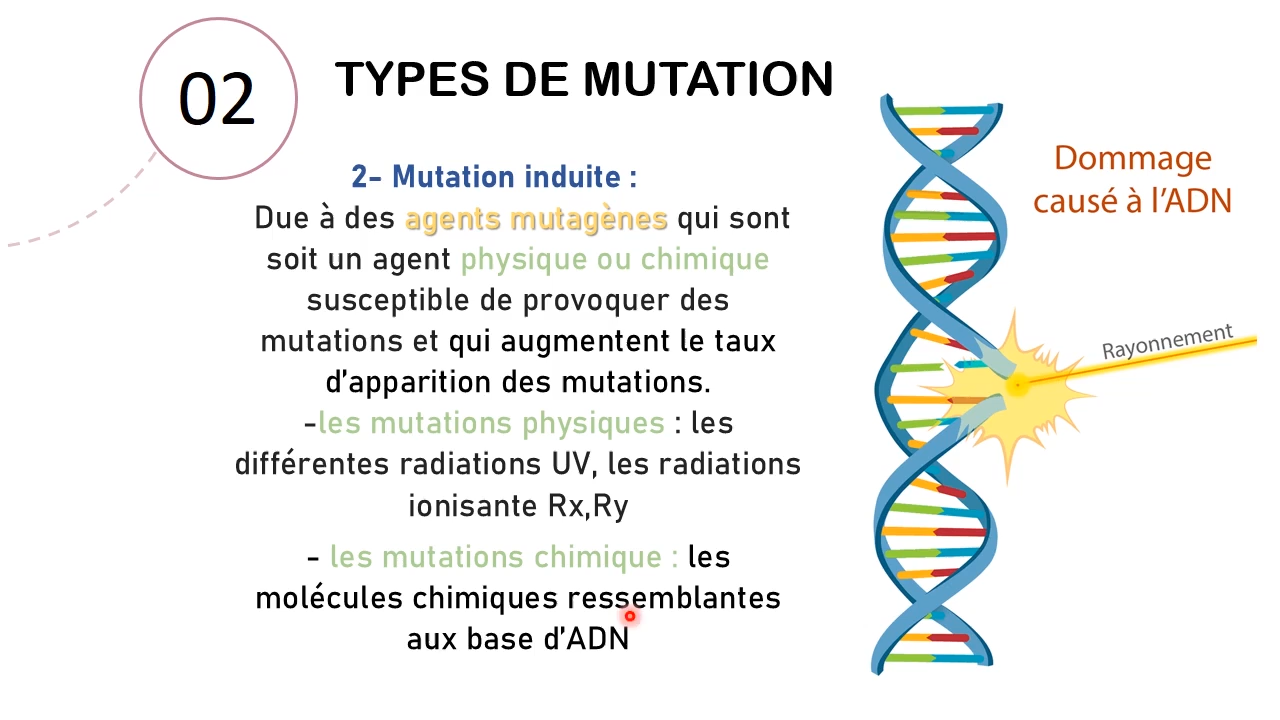 02
TYPES DE MUTATION
2- Mutation induite :
Due à des agents mutagènes qui sont
soit un agent physique ou chimique
susceptible de provoquer des
mutations et qui augmentent le taux
d’apparition des mutations.
-les mutations physiques : les
différentes radiations UV, les radiations
ionisante Rx,Ry
- les mutations chimique : les
molécules chimiques ressemblantes
aux base d’ADN
Dommage
causé à l’ADN
Rayonnement